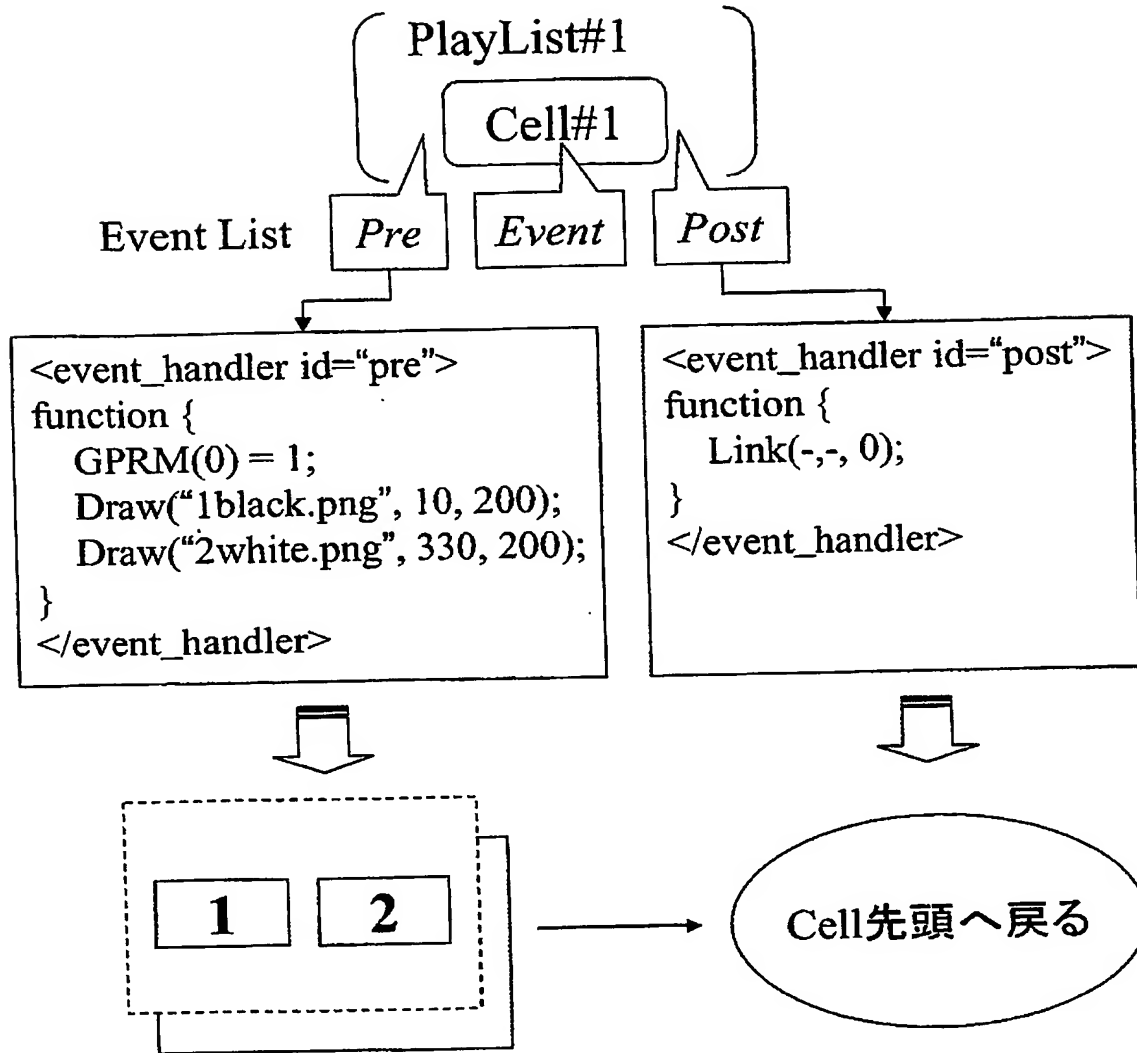 PlayList#1
Cell#1
Event List
Pre
Event
Post
<event_handler id=“pre”>
function {
GPRM(0) = 1;
Draw(“1black.png”, 10, 200);
Draw(“2white.png”, 330, 200);
}
</event_handler>
<event_handler id=“post”>
function {
Link(-,-, 0);
}
</event_handler>
1
2
Cell先頭へ戻る